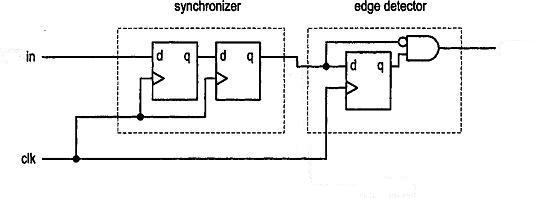 synchronizer edge detector
in d q d q d q
clk